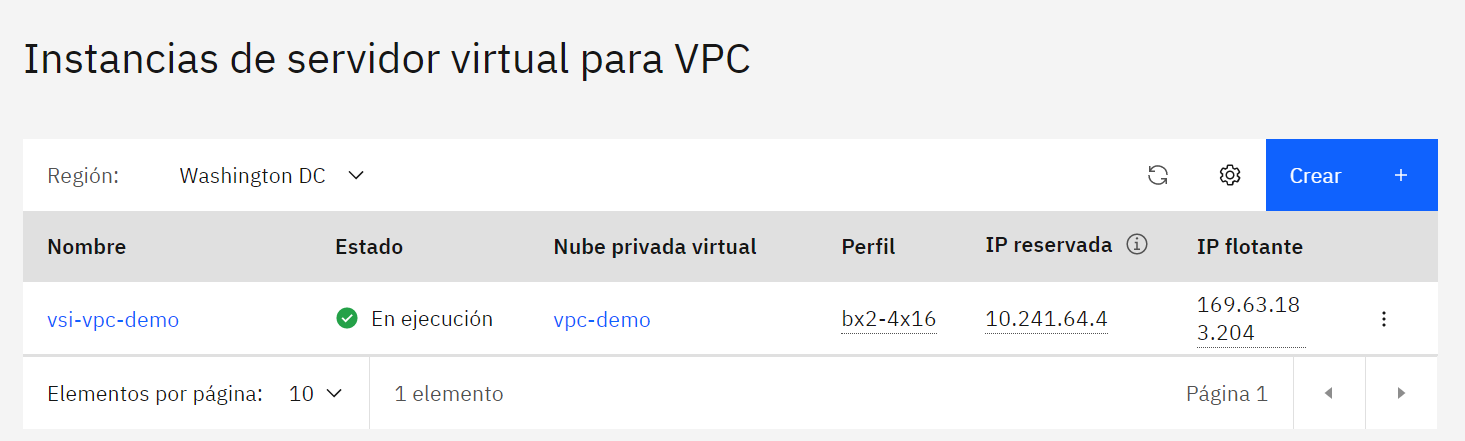 Instancias de servidor virtual para VPC
Región: Washington DC
Crear +
Nombre Estado Nube privada virtual Perfil IP reservada IP flotante
vsi-vpc-demo En ejecución vpc-demo bx2-4x16 10.241.64.4 169.63.18
3.204
Elementos por página: 10 1 elemento Página 1